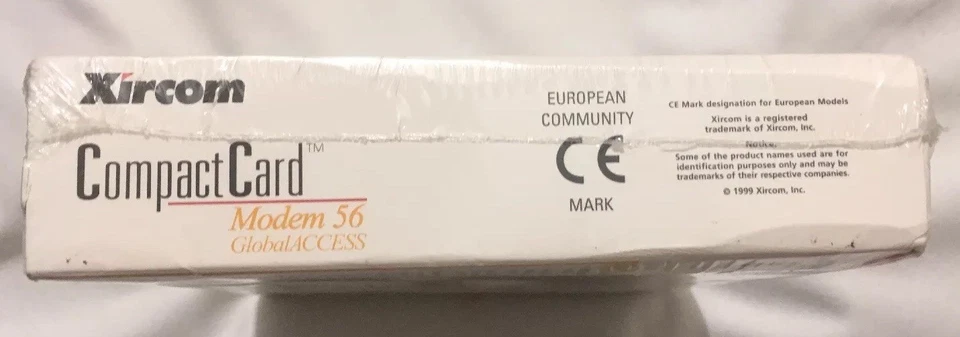 Xircom
CompactCard™
Modem 56
GlobalACCESS
EUROPEAN
COMMUNITY
CE
MARK
CE Mark designation for European Models
Xircom is a registered
trademark of Xircom, Inc.
Notice.
Some of the product names used are for
identification purposes only and may be
trademarks of their respective companies.
© 1999 Xircom, Inc.